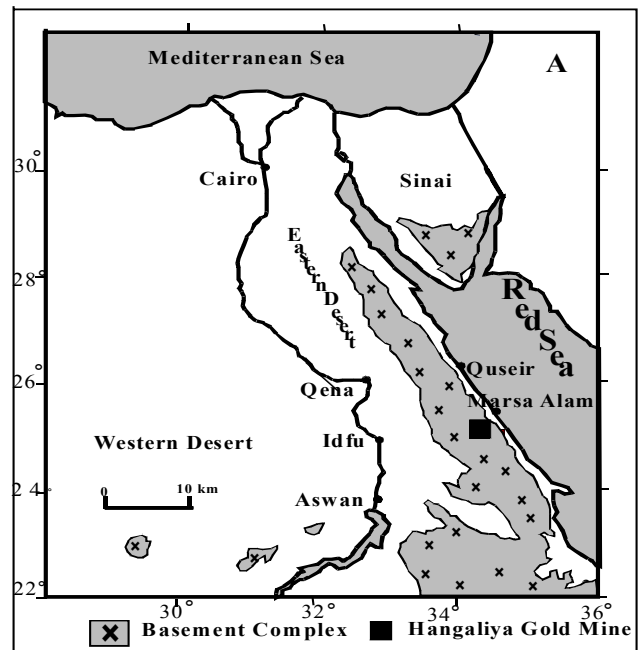 Mediterranean Sea
A
30°
Cairo
Sinai
Eastern Desert
28°
Red Sea
Quseir
26°
Qena
Marsa Alam
Western Desert
Idfu
24°
0 10 km
Aswan
22°
30° 32° 34° 36°
Basement Complex
Hangaliya Gold Mine